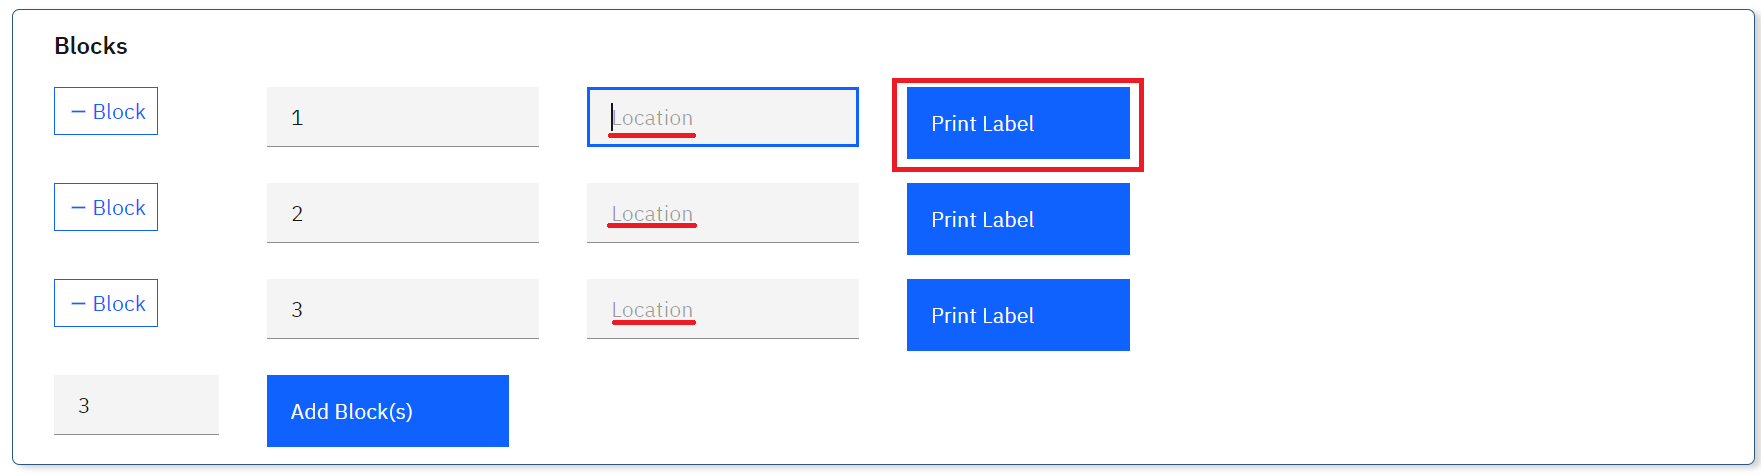 Blocks
− Block 1 Location Print Label
− Block 2 Location Print Label
− Block 3 Location Print Label
3 Add Block(s)